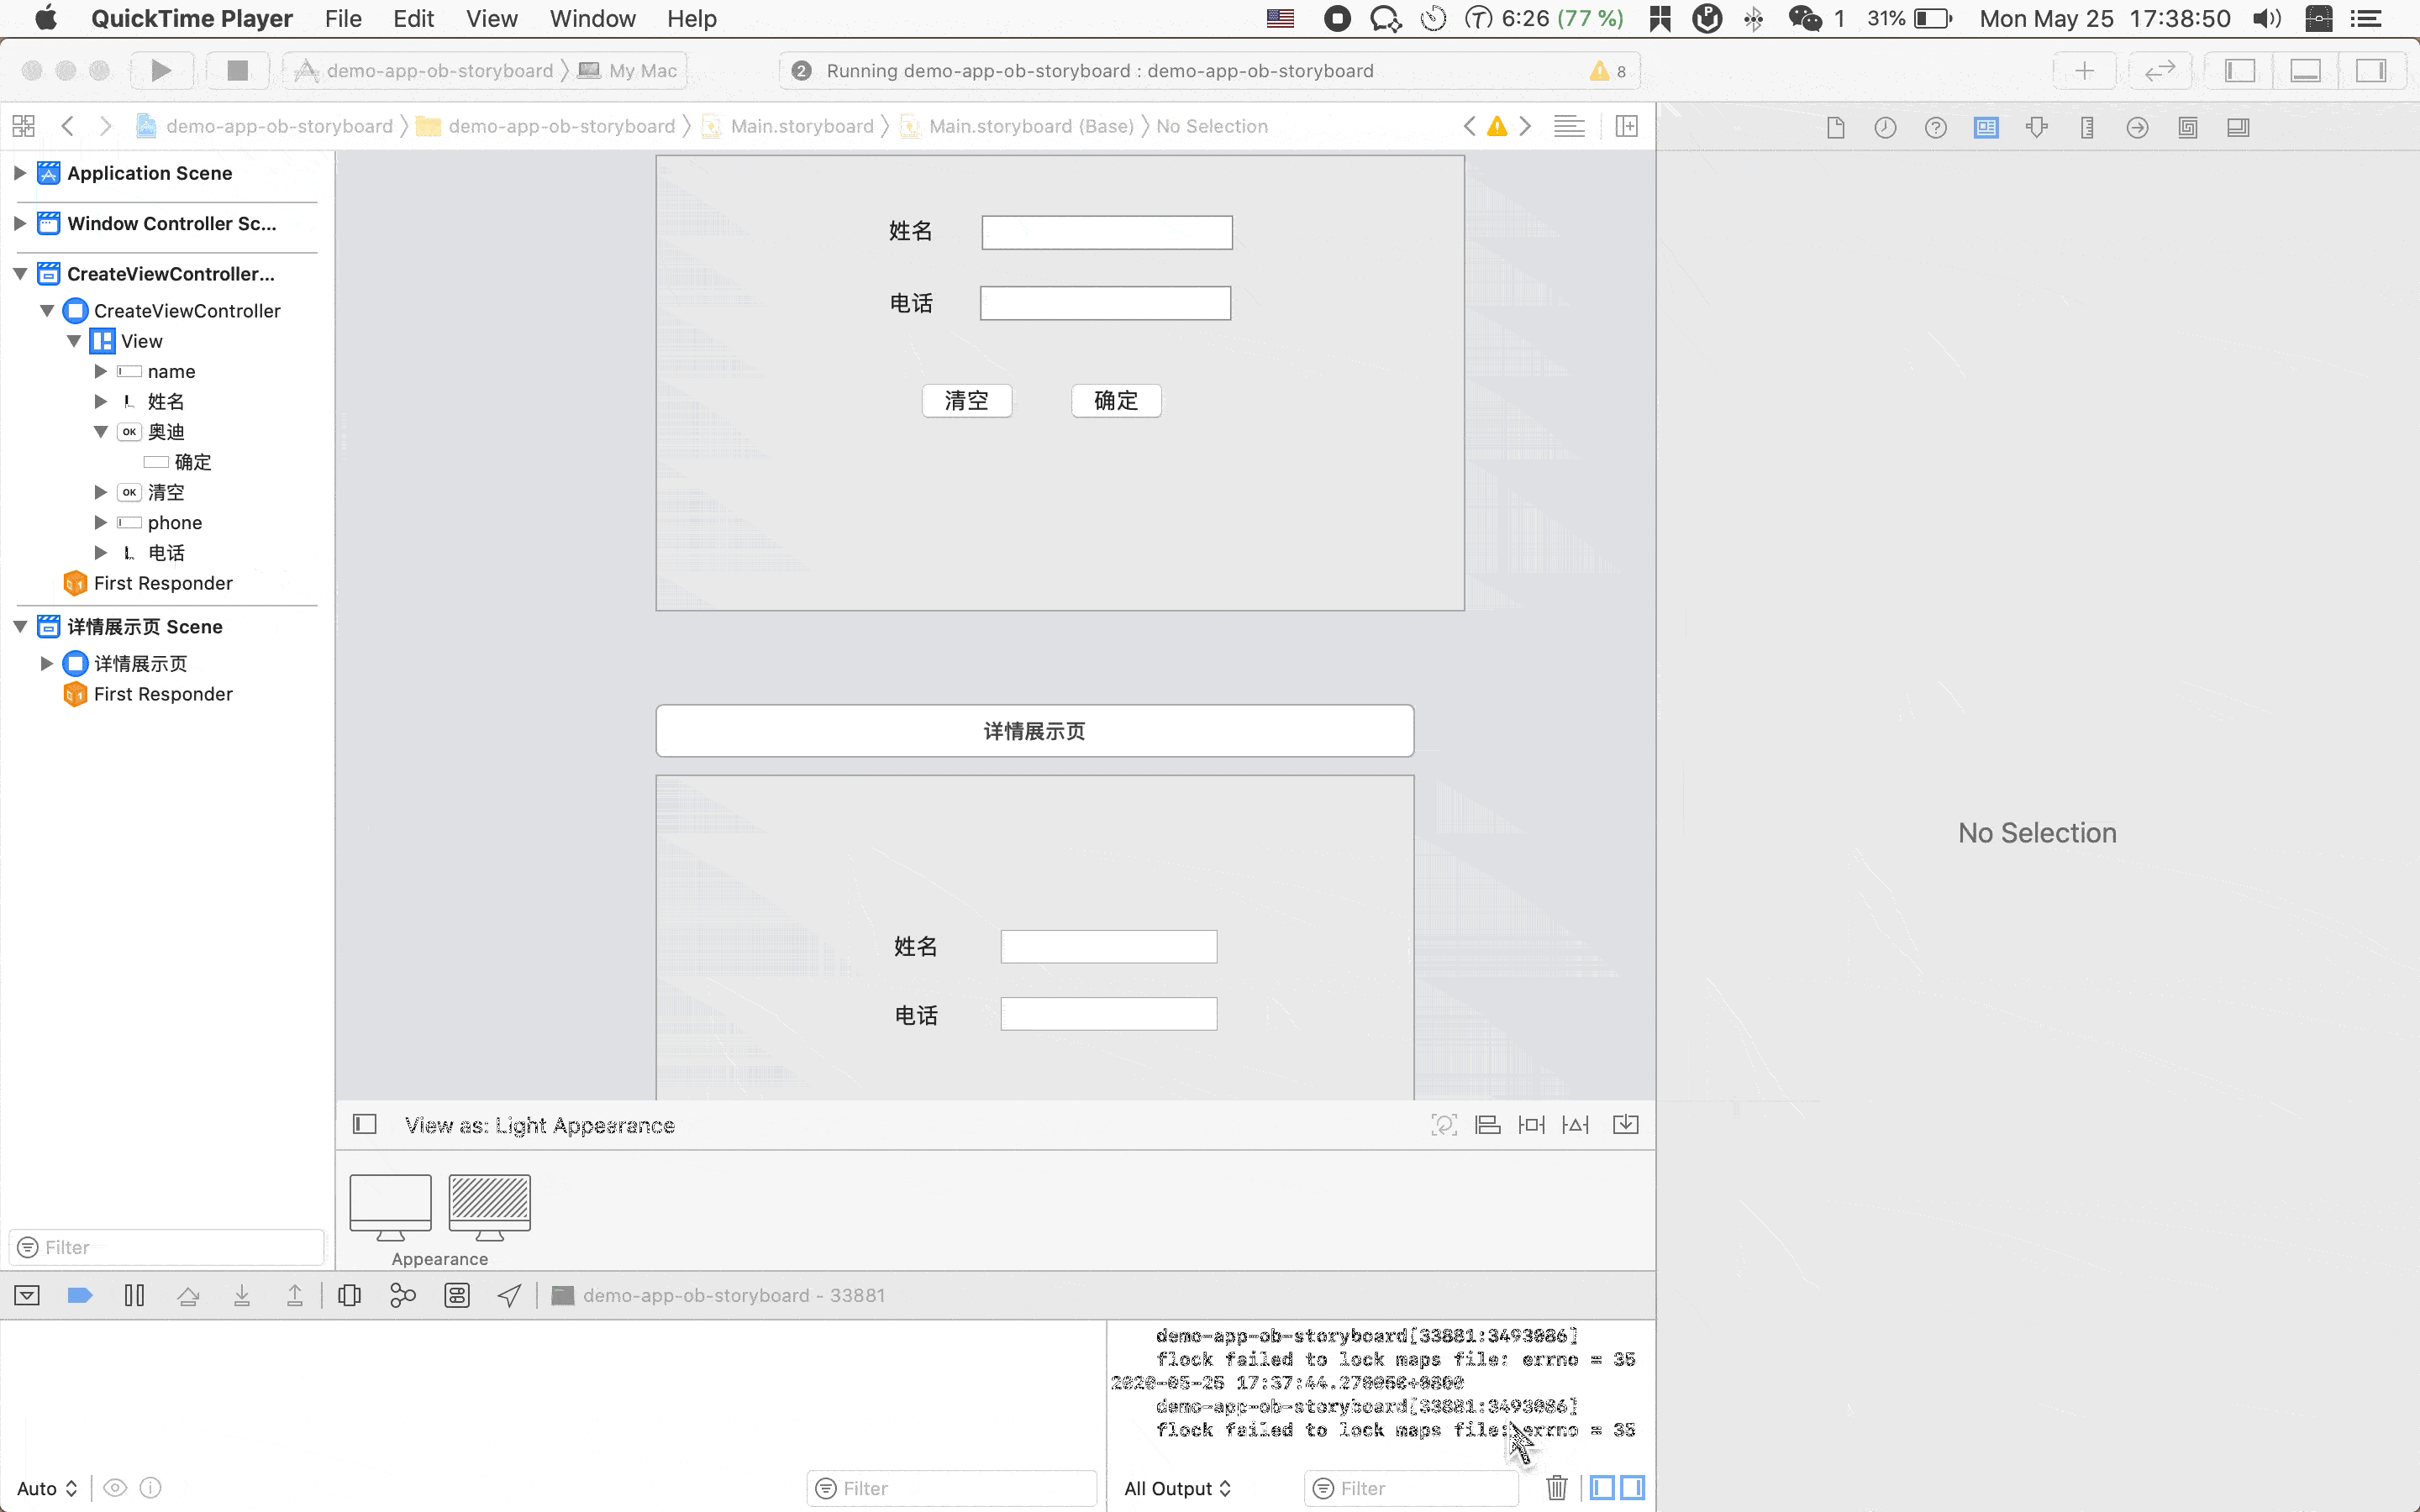 QuickTime Player File Edit View Window Help 6:26 (77 %) 1 31% Mon May 25 17:38:50
demo-app-ob-storyboard My Mac 2 Running demo-app-ob-storyboard : demo-app-ob-storyboard 8
demo-app-ob-storyboard demo-app-ob-storyboard Main.storyboard Main.storyboard (Base) No Selection
Application Scene
Window Controller Sc...
CreateViewController...
CreateViewController
View
name
姓名
OK 奥迪
确定
OK 清空
phone
电话
First Responder
详情展示页 Scene
详情展示页
First Responder
Filter
姓名
电话
清空 确定
详情展示页
姓名
电话
View as: Light Appearance
Appearance
No Selection
demo-app-ob-storyboard - 33881
demo-app-ob-storyboard[33881:3493086]
flock failed to lock maps file: errno = 35
2020-05-25 17:37:44.270060+0800
demo-app-ob-storyboard[33881:3493086]
flock failed to lock maps file: errno = 35
Auto Filter All Output Filter